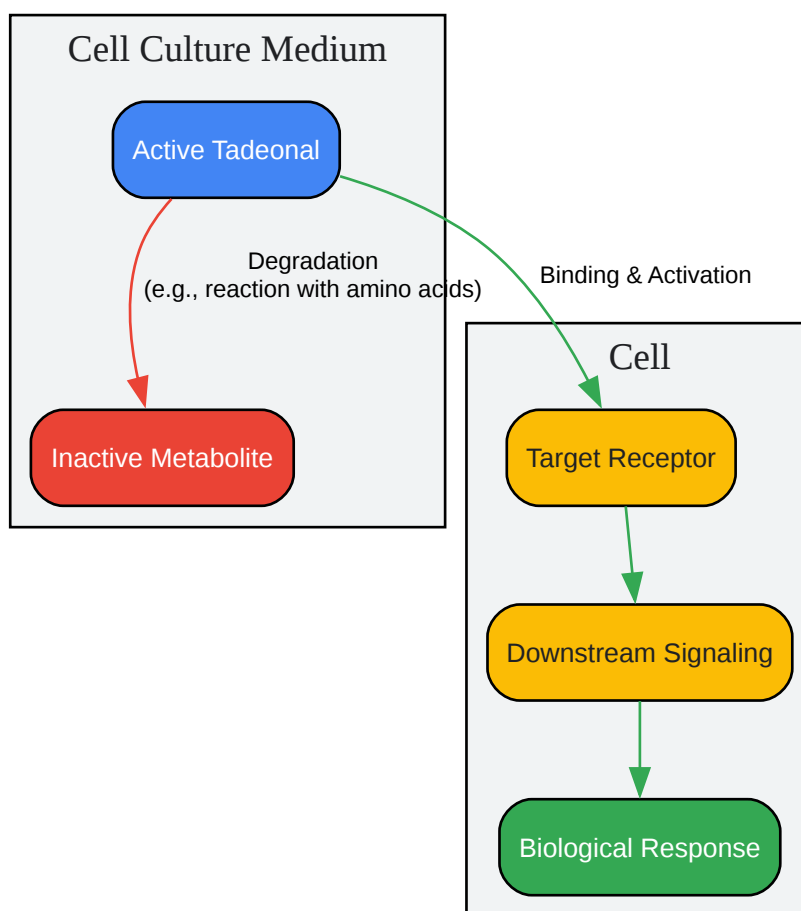 Cell Culture Medium
Active Tadeonal
Degradation
(e.g., reaction with amino acids)
Binding & Activation
Inactive Metabolite
Cell
Target Receptor
Downstream Signaling
Biological Response